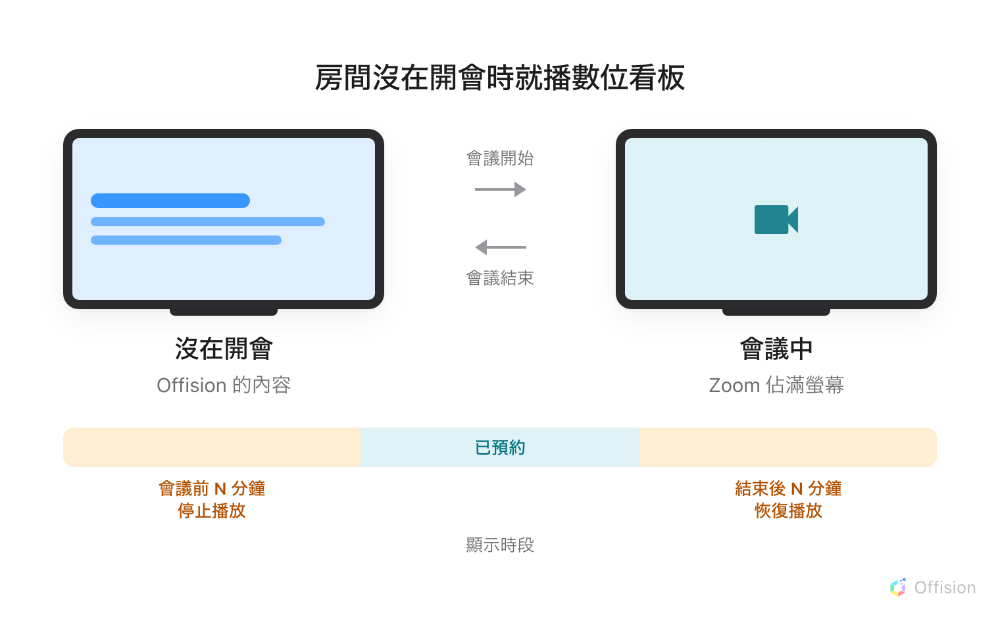 房間沒在開會時就播數位看板
會議開始
會議結束
沒在開會
Offision 的內容
會議中
Zoom 佔滿螢幕
已預約
會議前 N 分鐘
停止播放
結束後 N 分鐘
恢復播放
顯示時段
Offision